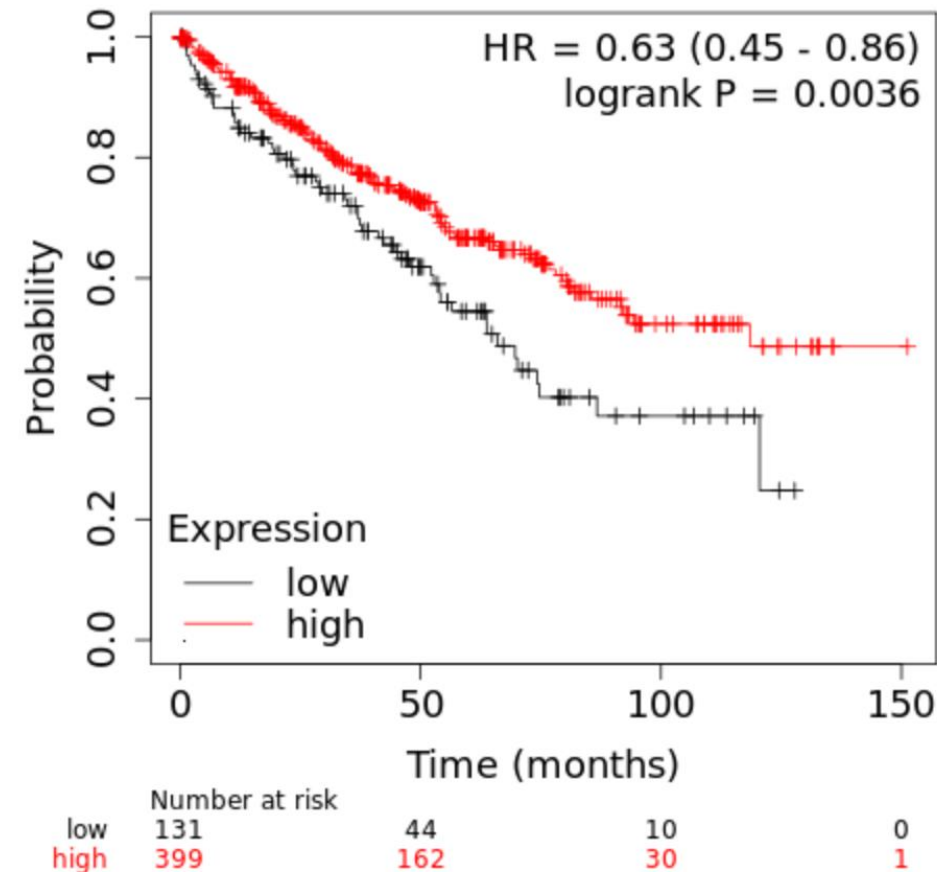 HR = 0.63 (0.45 - 0.86)
logrank P = 0.0036
1.0
0.8
0.6
0.4
0.2
0.0
Probability
Expression
low
high
0 50 100 150
Time (months)
Number at risk
low 131 44 10 0
high 399 162 30 1